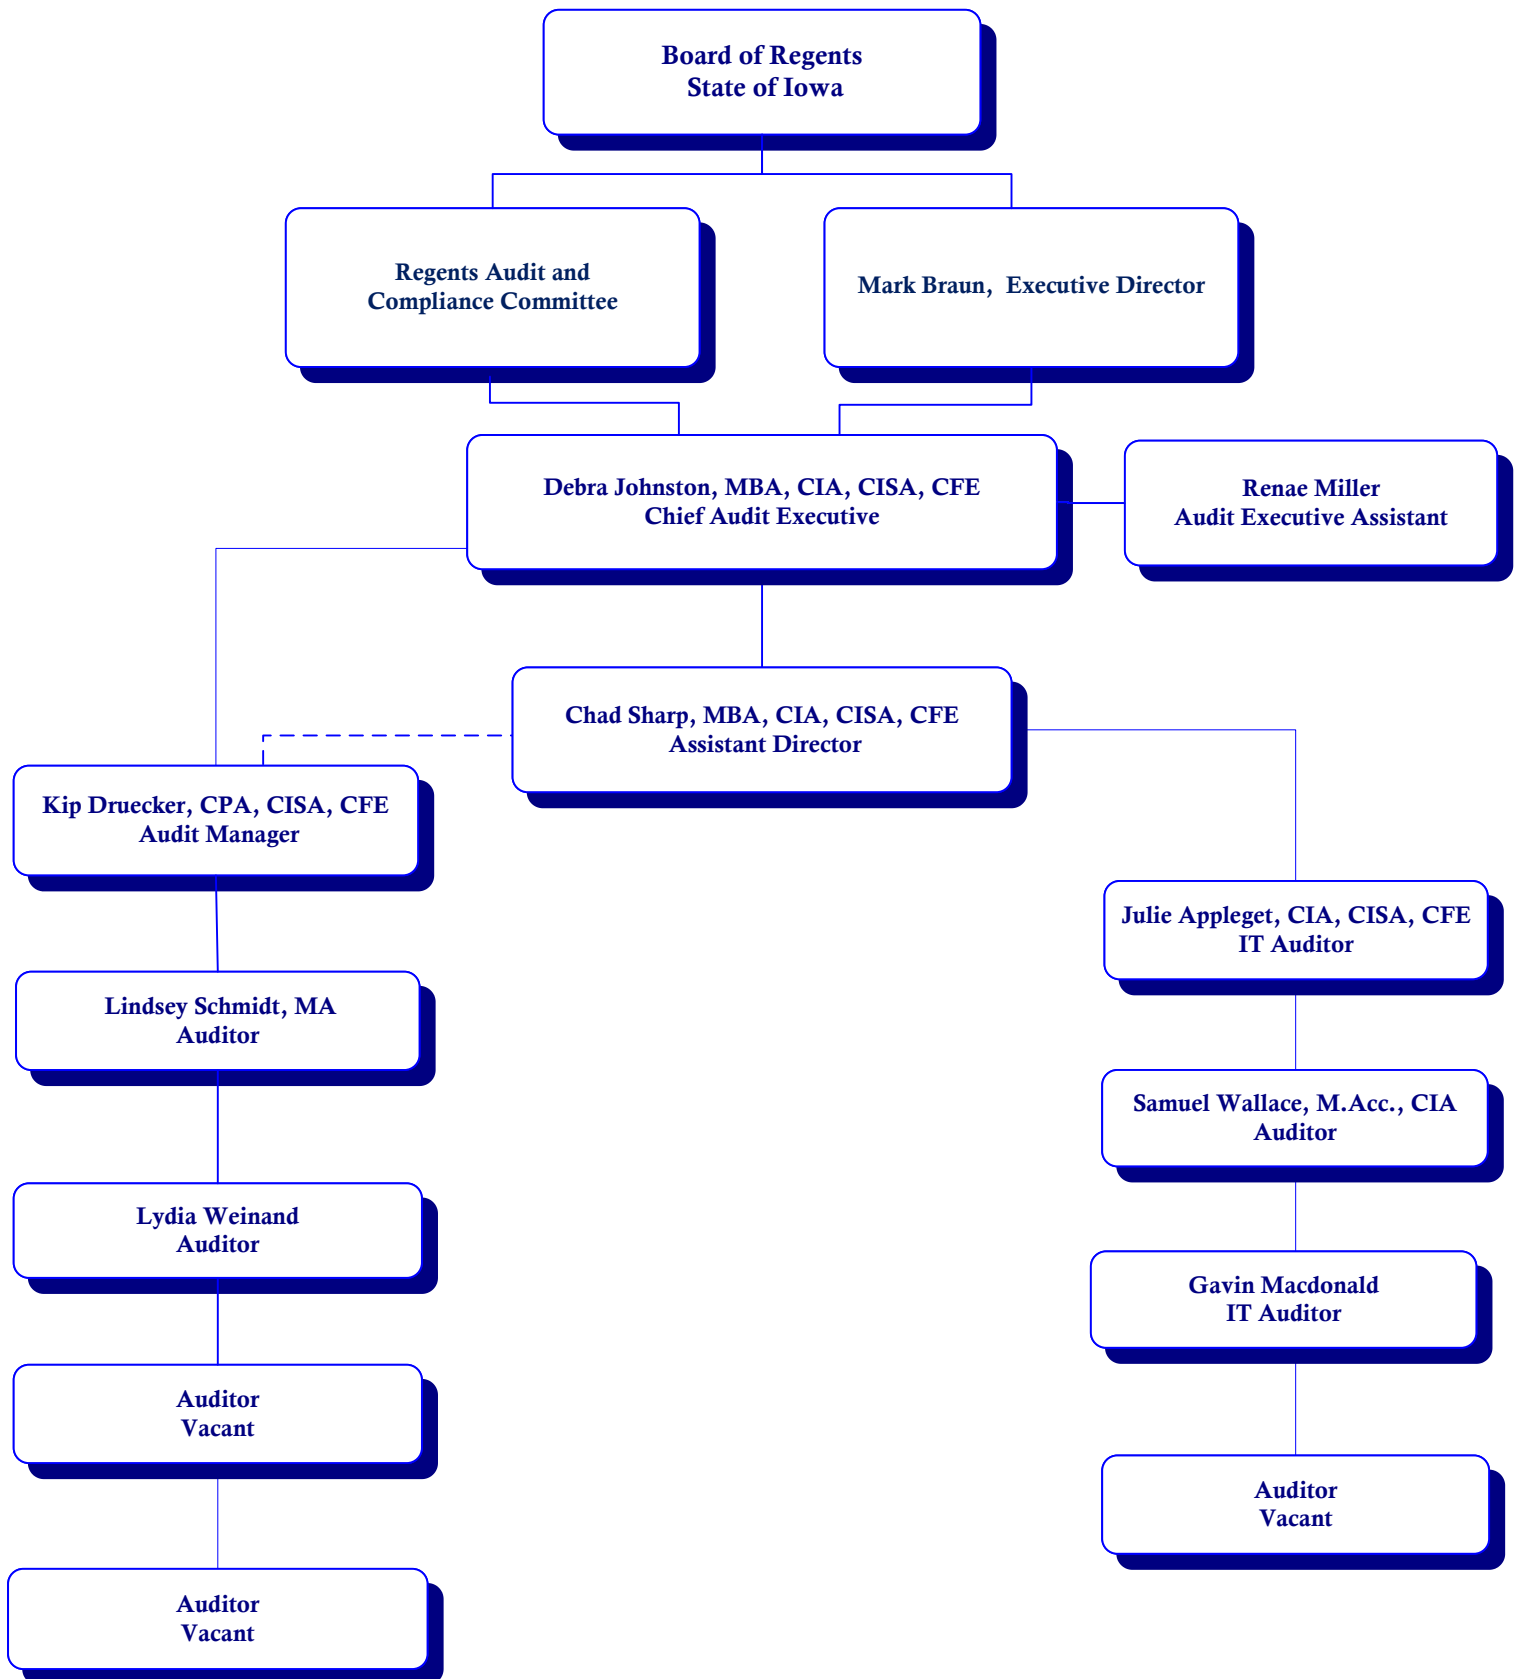 Board of Regents
State of Iowa
Regents Audit and
Compliance Committee
Mark Braun,  Executive Director
Debra Johnston, MBA, CIA, CISA, CFE
Chief Audit Executive
Renae Miller
Audit Executive Assistant
Chad Sharp, MBA, CIA, CISA, CFE
Assistant Director
Kip Druecker, CPA, CISA, CFE
Audit Manager
Julie Appleget, CIA, CISA, CFE
IT Auditor
Lindsey Schmidt, MA
Auditor
Samuel Wallace, M.Acc., CIA
Auditor
Lydia Weinand
Auditor
Gavin Macdonald
IT Auditor
Auditor
Vacant
Auditor
Vacant
Auditor
Vacant